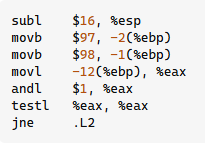 subl $16, %esp
movb $97, -2(%ebp)
movb $98, -1(%ebp)
movl -12(%ebp), %eax
andl $1, %eax
testl %eax, %eax
jne .L2